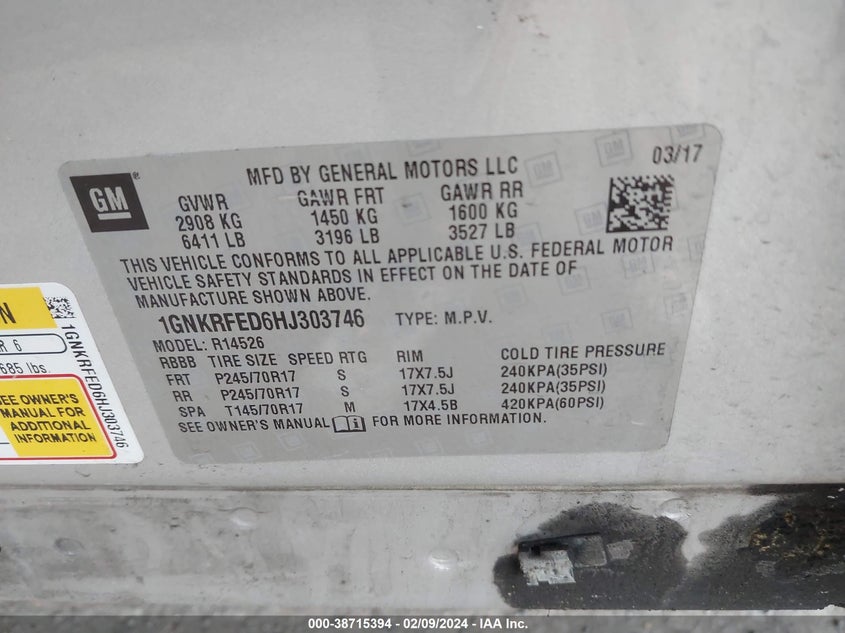 MFD BY GENERAL MOTORS LLC
03/17
GM
GVWR GAWR FRT GAWR RR
2908 KG 1450 KG 1600 KG
6411 LB 3196 LB 3527 LB
THIS VEHICLE CONFORMS TO ALL APPLICABLE U.S. FEDERAL MOTOR
VEHICLE SAFETY STANDARDS IN EFFECT ON THE DATE OF
MANUFACTURE SHOWN ABOVE.
1GNKRFED6HJ303746 TYPE: M.P.V.
MODEL: R14526
RBBB TIRE SIZE SPEED RTG RIM COLD TIRE PRESSURE
FRT P245/70R17 S 17X7.5J 240KPA(35PSI)
RR P245/70R17 S 17X7.5J 240KPA(35PSI)
SPA T145/70R17 M 17X4.5B 420KPA(60PSI)
SEE OWNER'S MANUAL FOR MORE INFORMATION.
R 6
685 lbs.
SEE OWNER'S
MANUAL FOR
ADDITIONAL
INFORMATION
1GNKRFED6HJ303746
000-38715394 - 02/09/2024 - IAA Inc.